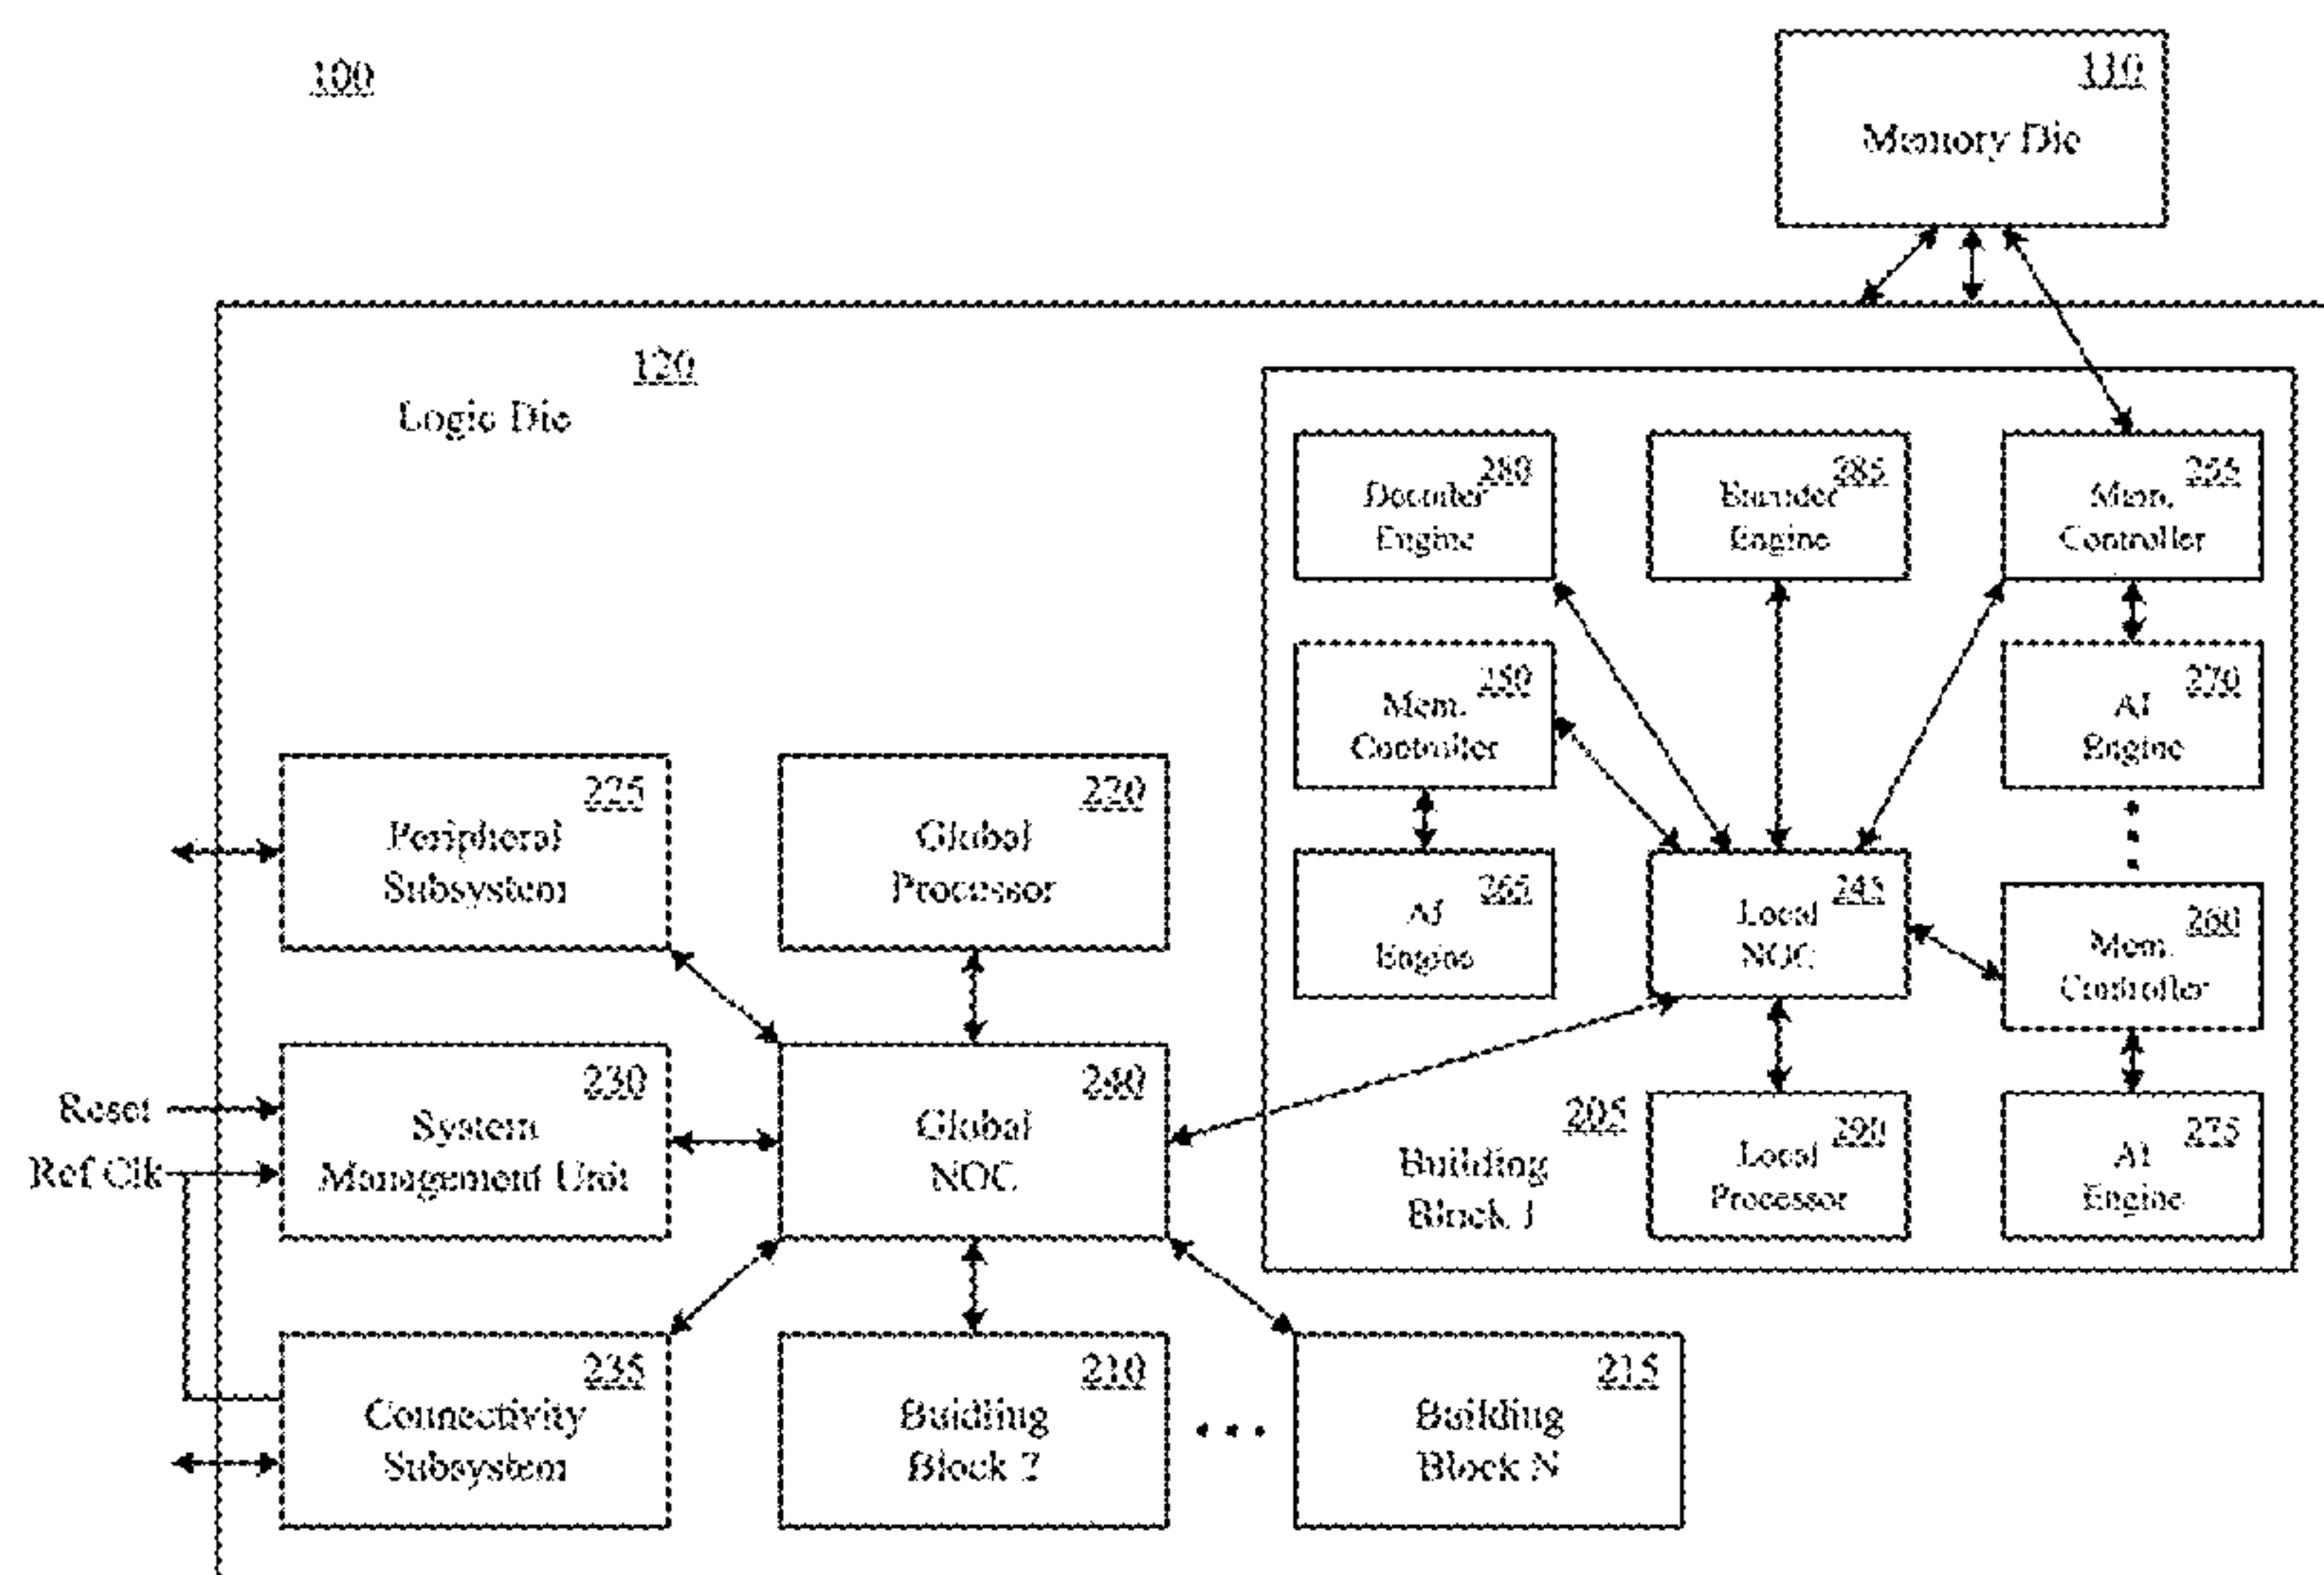 100
110
Memory Die
120
Logic Die
280
Decoder
Engine
285
Encoder
Engine
255
Mem.
Controller
250
Mem.
Controller
270
AI
Engine
225
Peripheral
Subsystem
220
Global
Processor
265
AI
Engine
245
Local
NOC
260
Mem.
Controller
Reset
Ref Clk
230
System
Management Unit
240
Global
NOC
205
Building
Block 1
290
Local
Processor
275
AI
Engine
235
Connectivity
Subsystem
210
Buidling
Block 2
...
215
Building
Block N